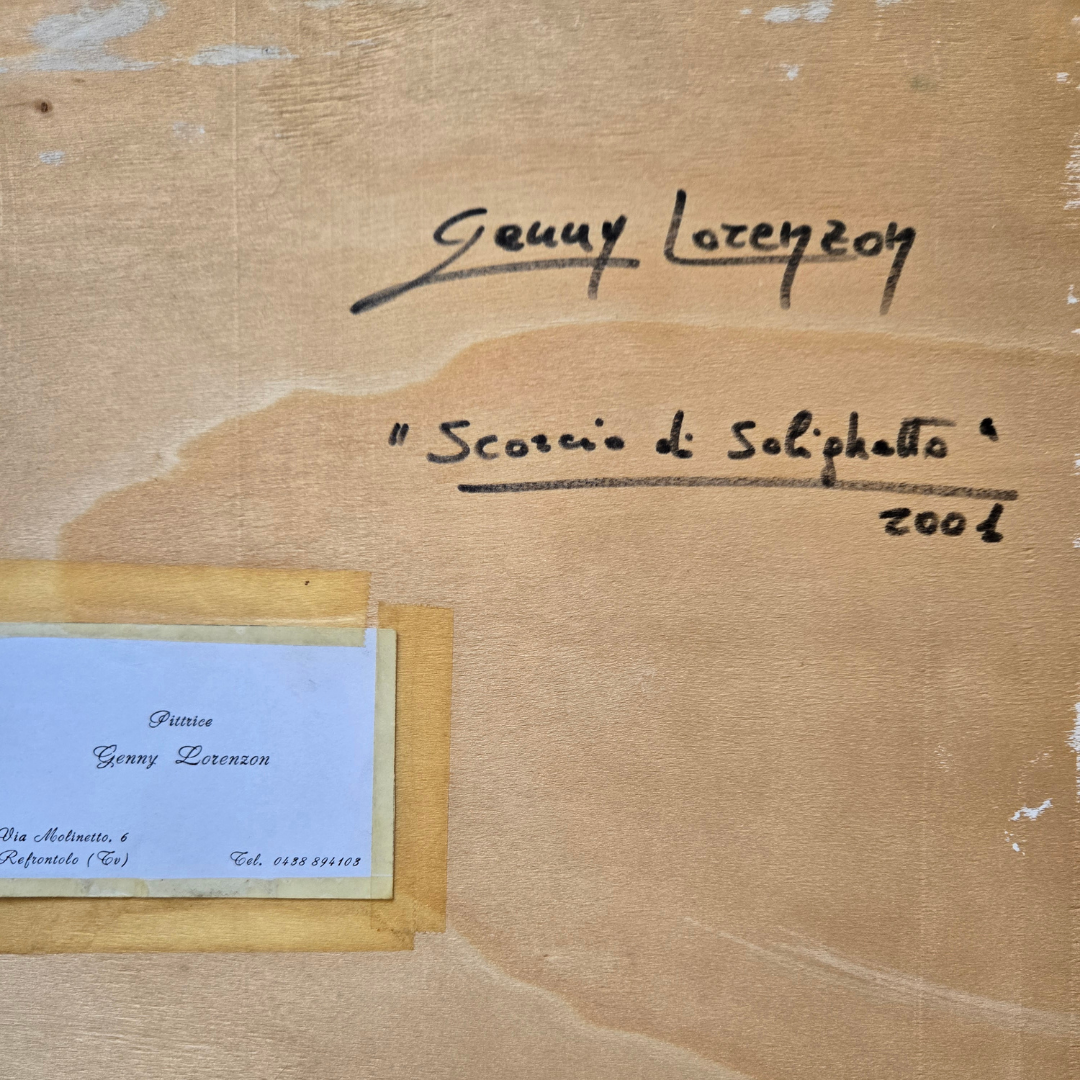 Genny Lorenzon
"Scorcio di Solighetto"
2001
Pittrice
Genny Lorenzon
Via Molinetto, 6
Refrontolo (Tv)
Tel. 0438 894103